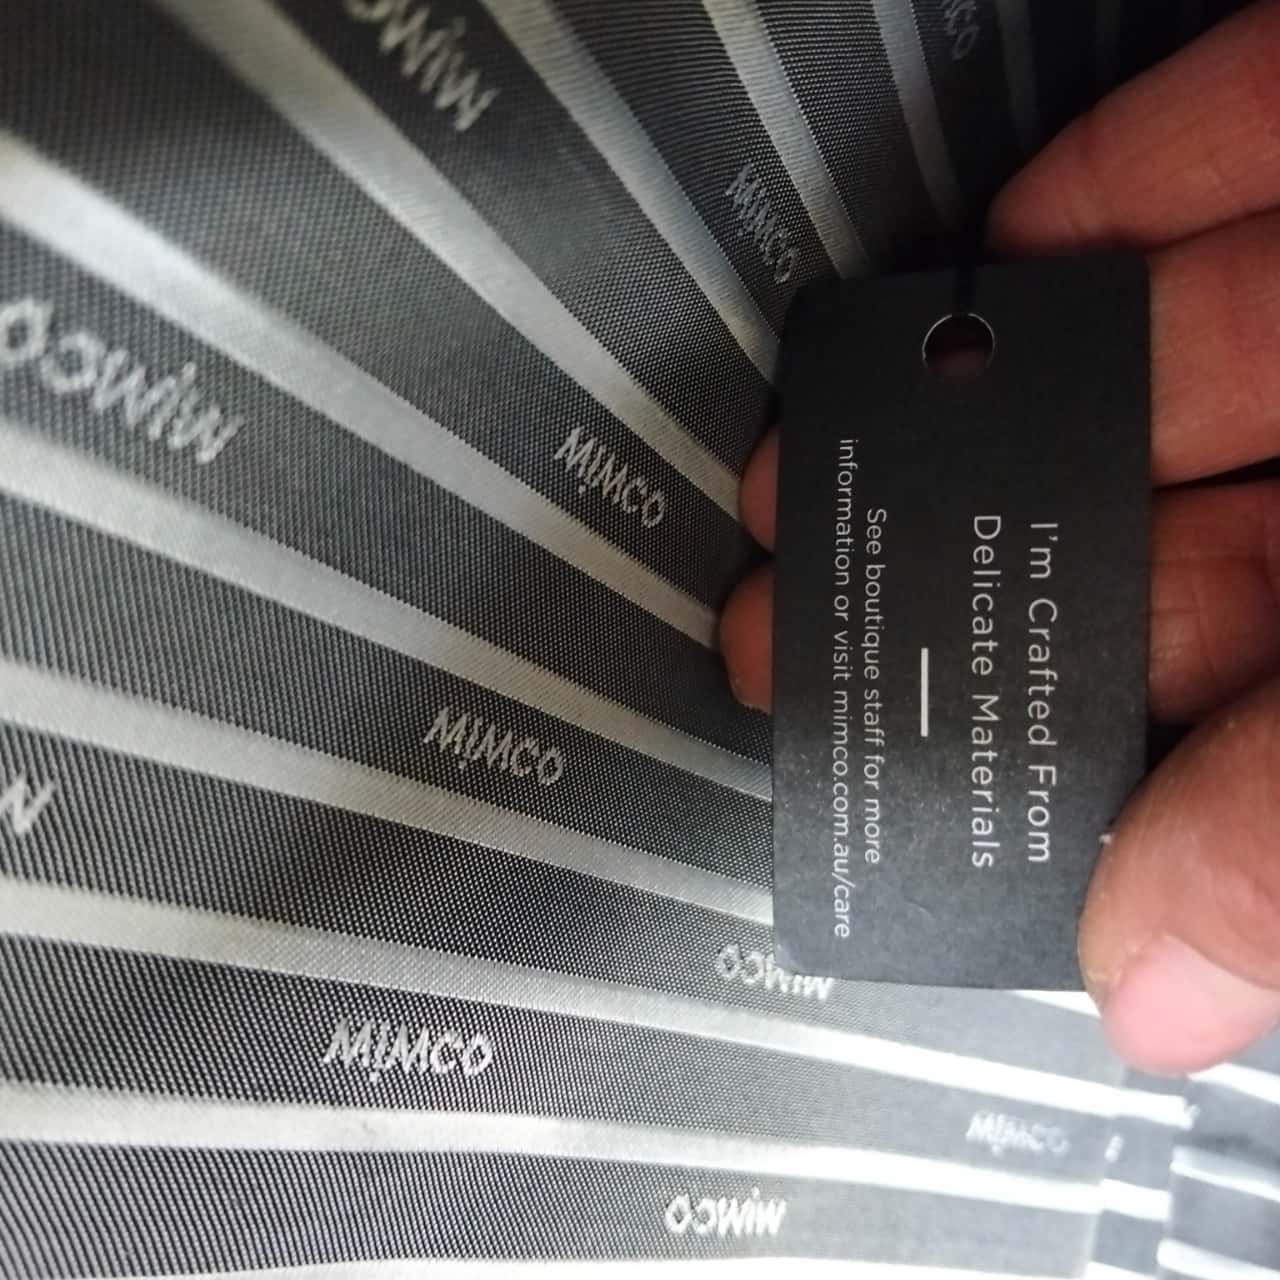 I'm Crafted From
Delicate Materials
See boutique staff for more
information or visit mimco.com.au/care
MIMCO
MIMCO
MIMCO
MIMCO
MIMCO
MIMCO
MIMCO
MIMCO